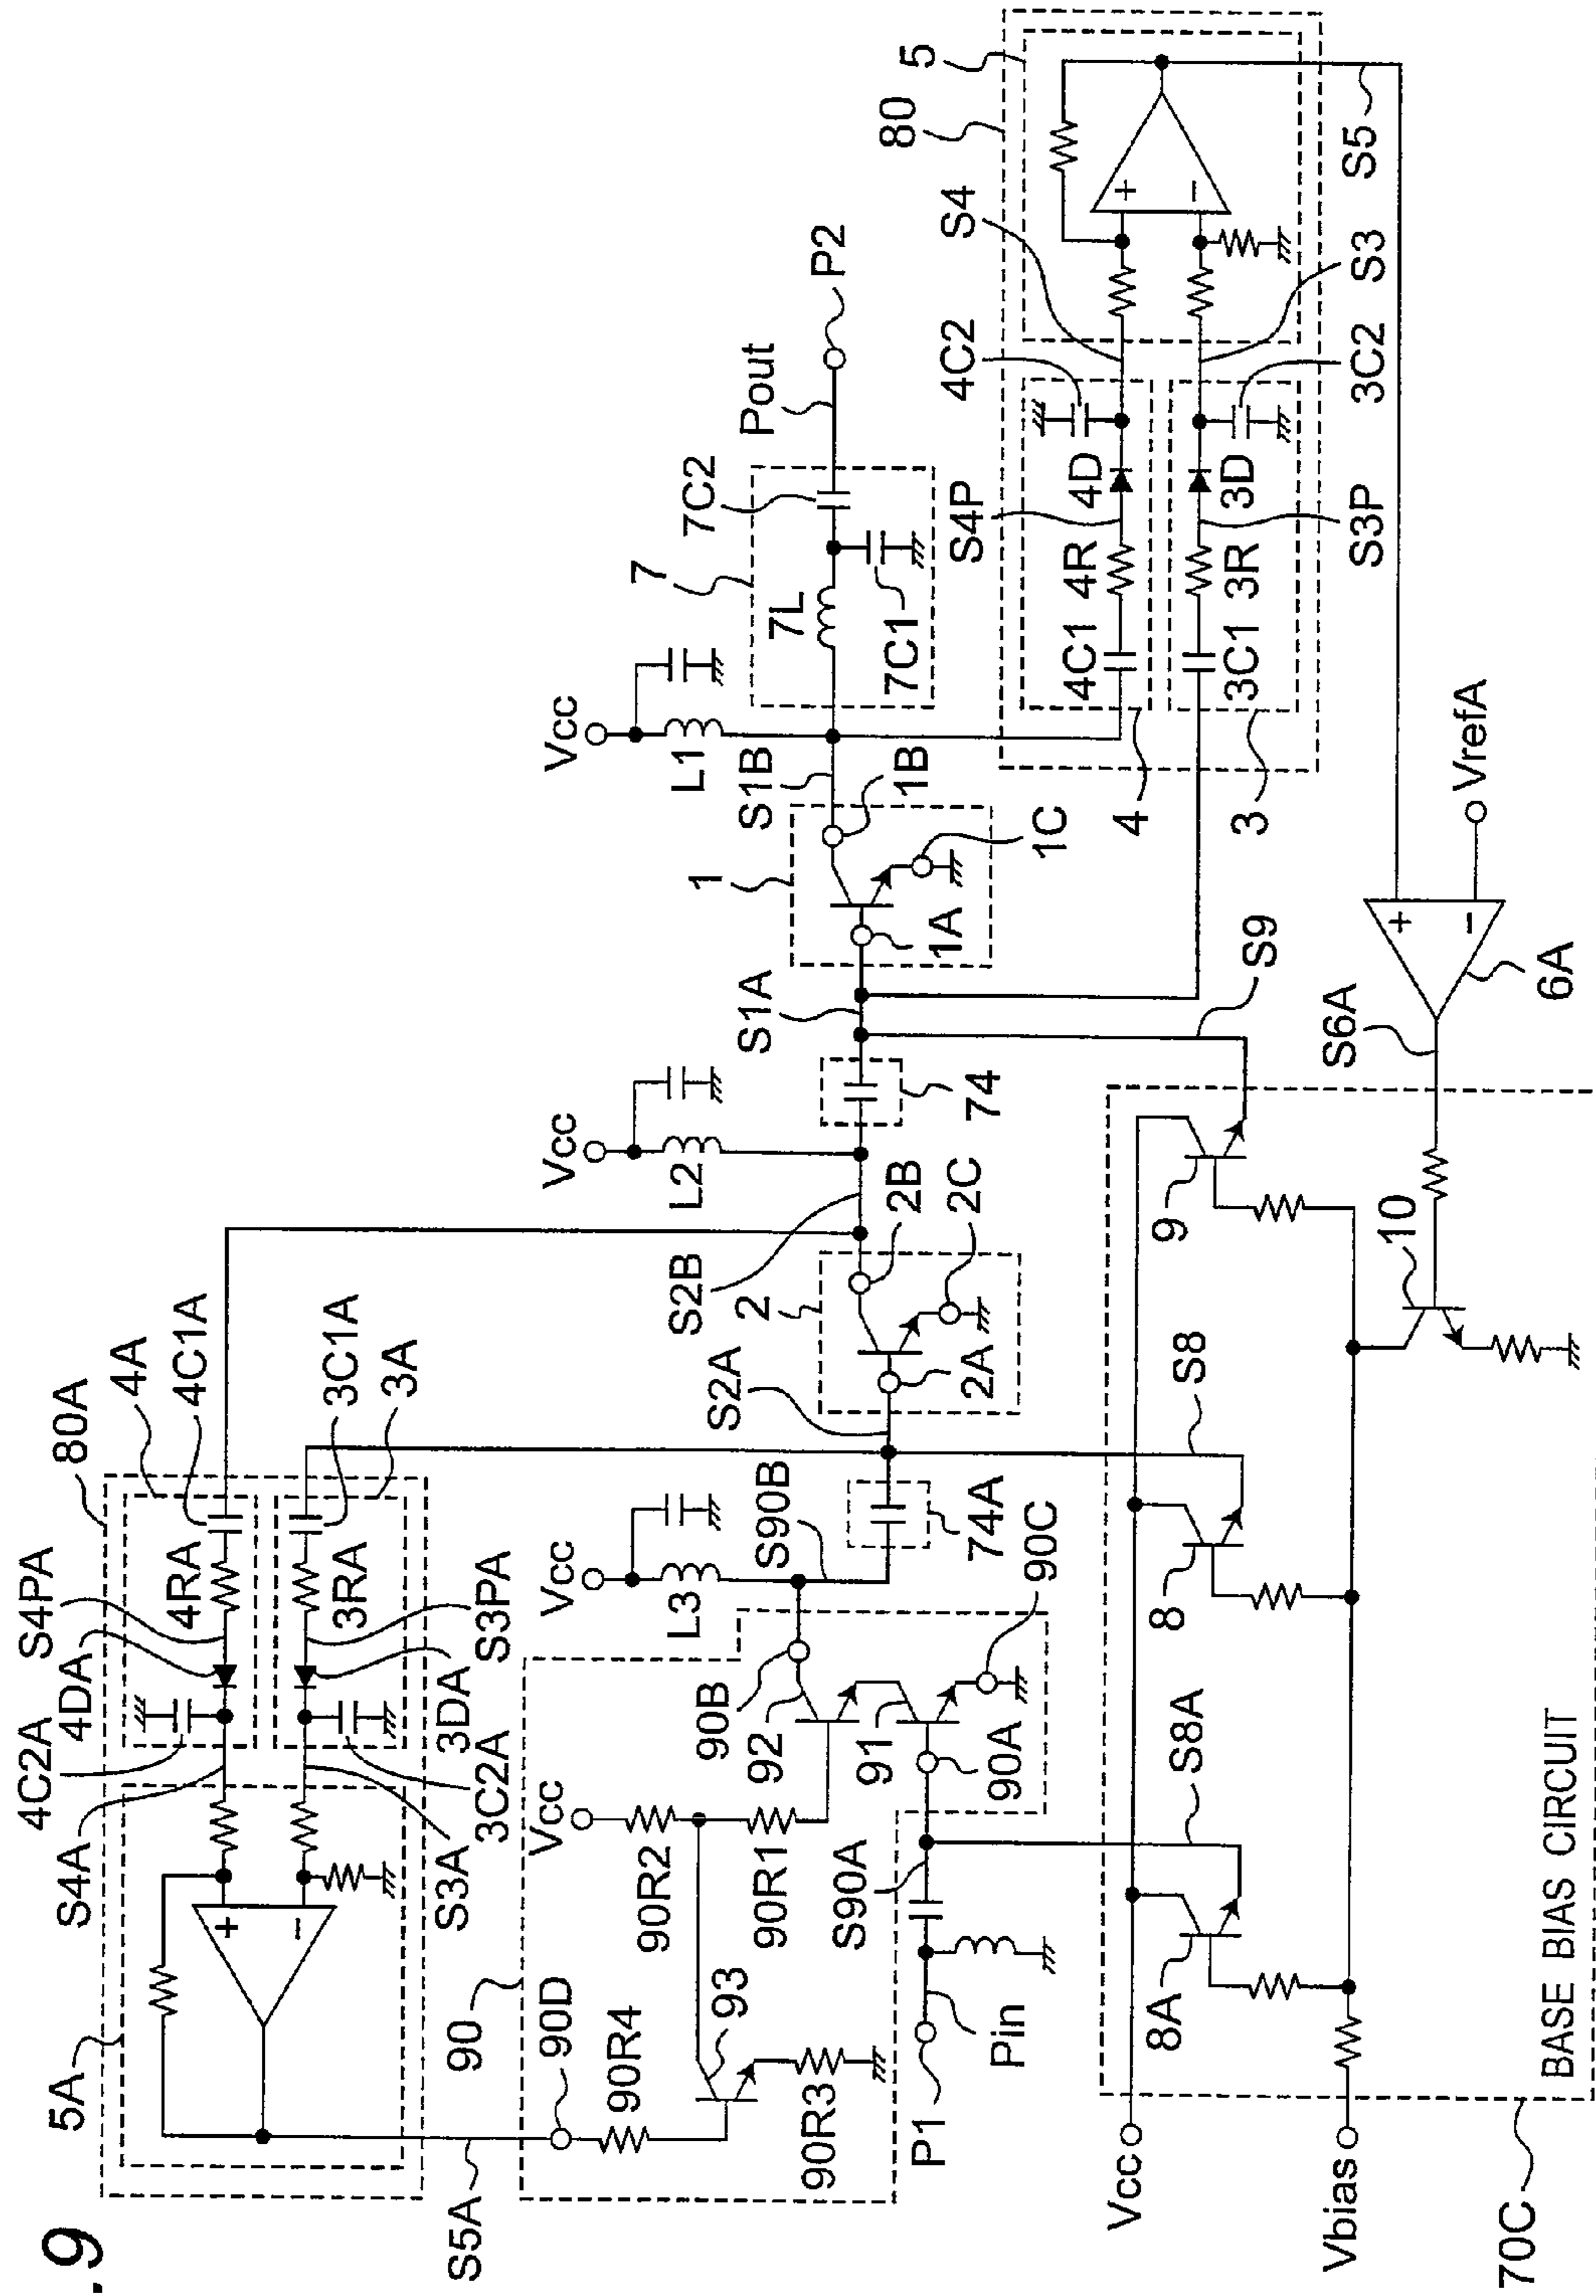 . 9
5A
80A
4A
4C1A
3C1A
3A
S4PA
4DA
4C2A
S4A
4RA
3RA
S3PA
3DA
3C2A
S3A
S5A
90
90D
90R4
93
90R3
90R2
90R1
Vcc
90B
92
91
90A
90C
S90A
P1
Pin
Vcc
L3
S90B
74A
S2A
2
2A
2B
2C
S2B
Vcc
L2
74
S1A
1
1A
1B
1C
S1B
Vcc
L1
7
7L
7C1
7C2
Pout
P2
80
5
S4
4C2
4D
S4P
4R
4C1
4
3C1
3R
3D
S3P
3
3C2
S3
S5
VrefA
6A
S6A
S9
9
10
S8
8
S8A
8A
Vcc
Vbias
BASE BIAS CIRCUIT
70C
+
−
+
−
+
−